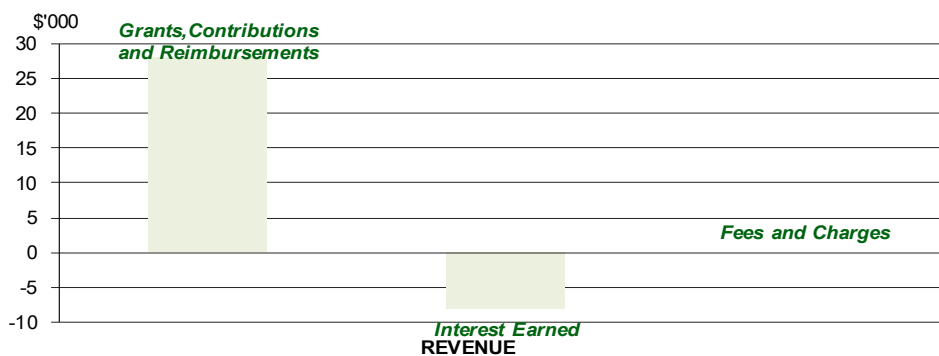 $'000
Grants,Contributions
and Reimbursements
30
25
20
15
10
5
Fees and Charges
0
-5
-10
Interest Earned
REVENUE